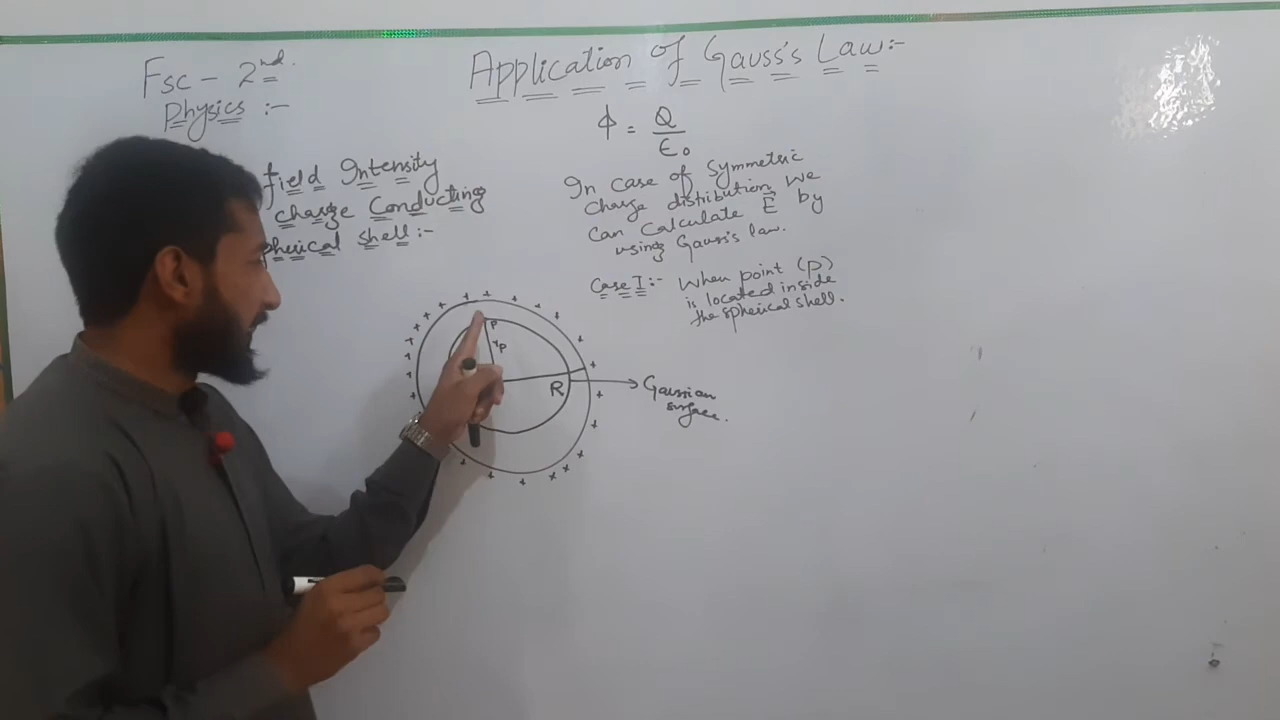 Fsc - 2nd.
Physics :-
Application of Gauss's Law:-
ϕ = Q
ε₀
field Intensity
charge Conducting
pherical shell:-
In case of Symmetric
charge distribution, We
can calculate E⃗ by
using Gauss's law.
Case I:- When point (P)
is located inside
the spherical shell.
P
rp
R
Gaussian
surface.